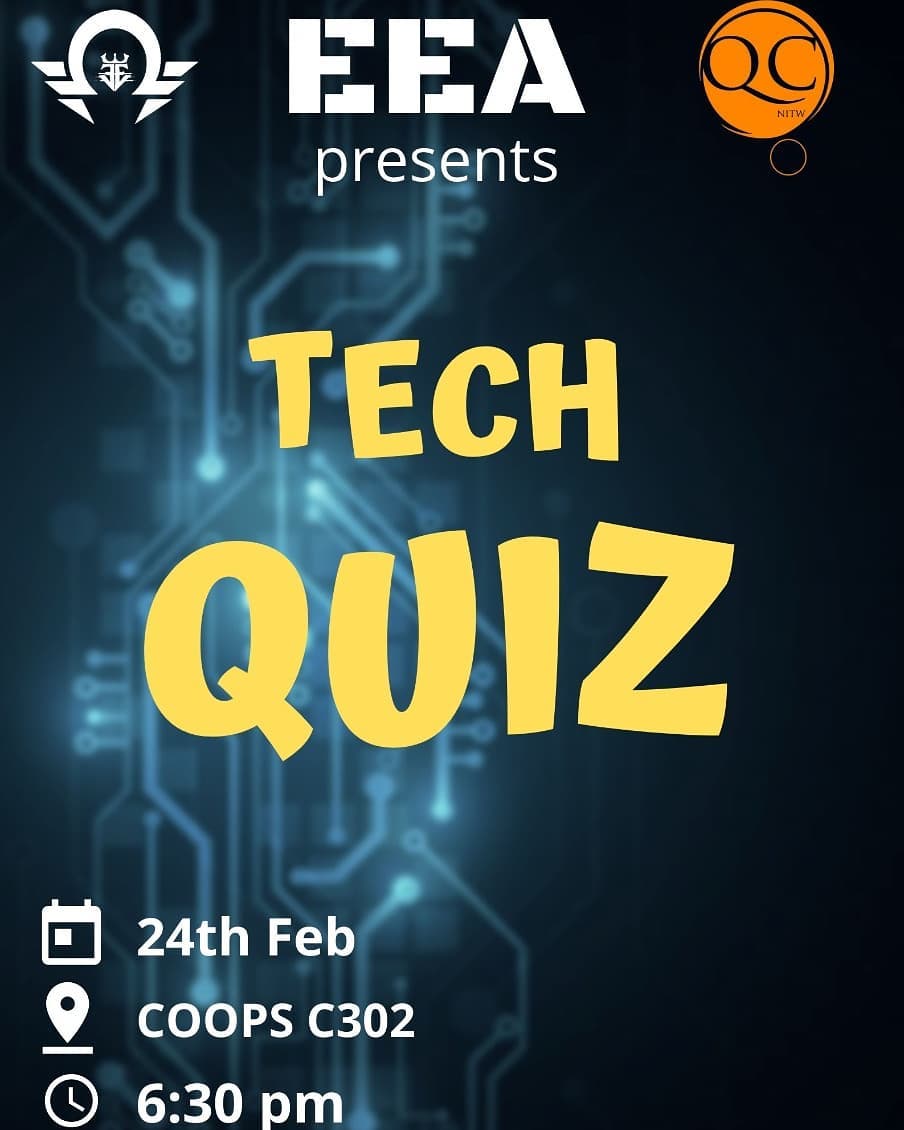 EEA
QC
NITW
presents
TECH
QUIZ
24th Feb
COOPS C302
6:30 pm